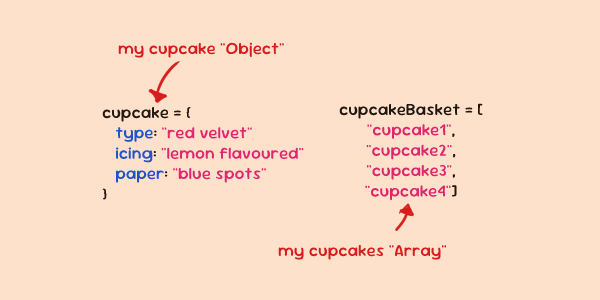 my cupcake "Object"
cupcake = {
type: "red velvet"
icing: "lemon flavoured"
paper: "blue spots"
}
cupcakeBasket = [
"cupcake1",
"cupcake2",
"cupcake3",
"cupcake4"]
my cupcakes "Array"